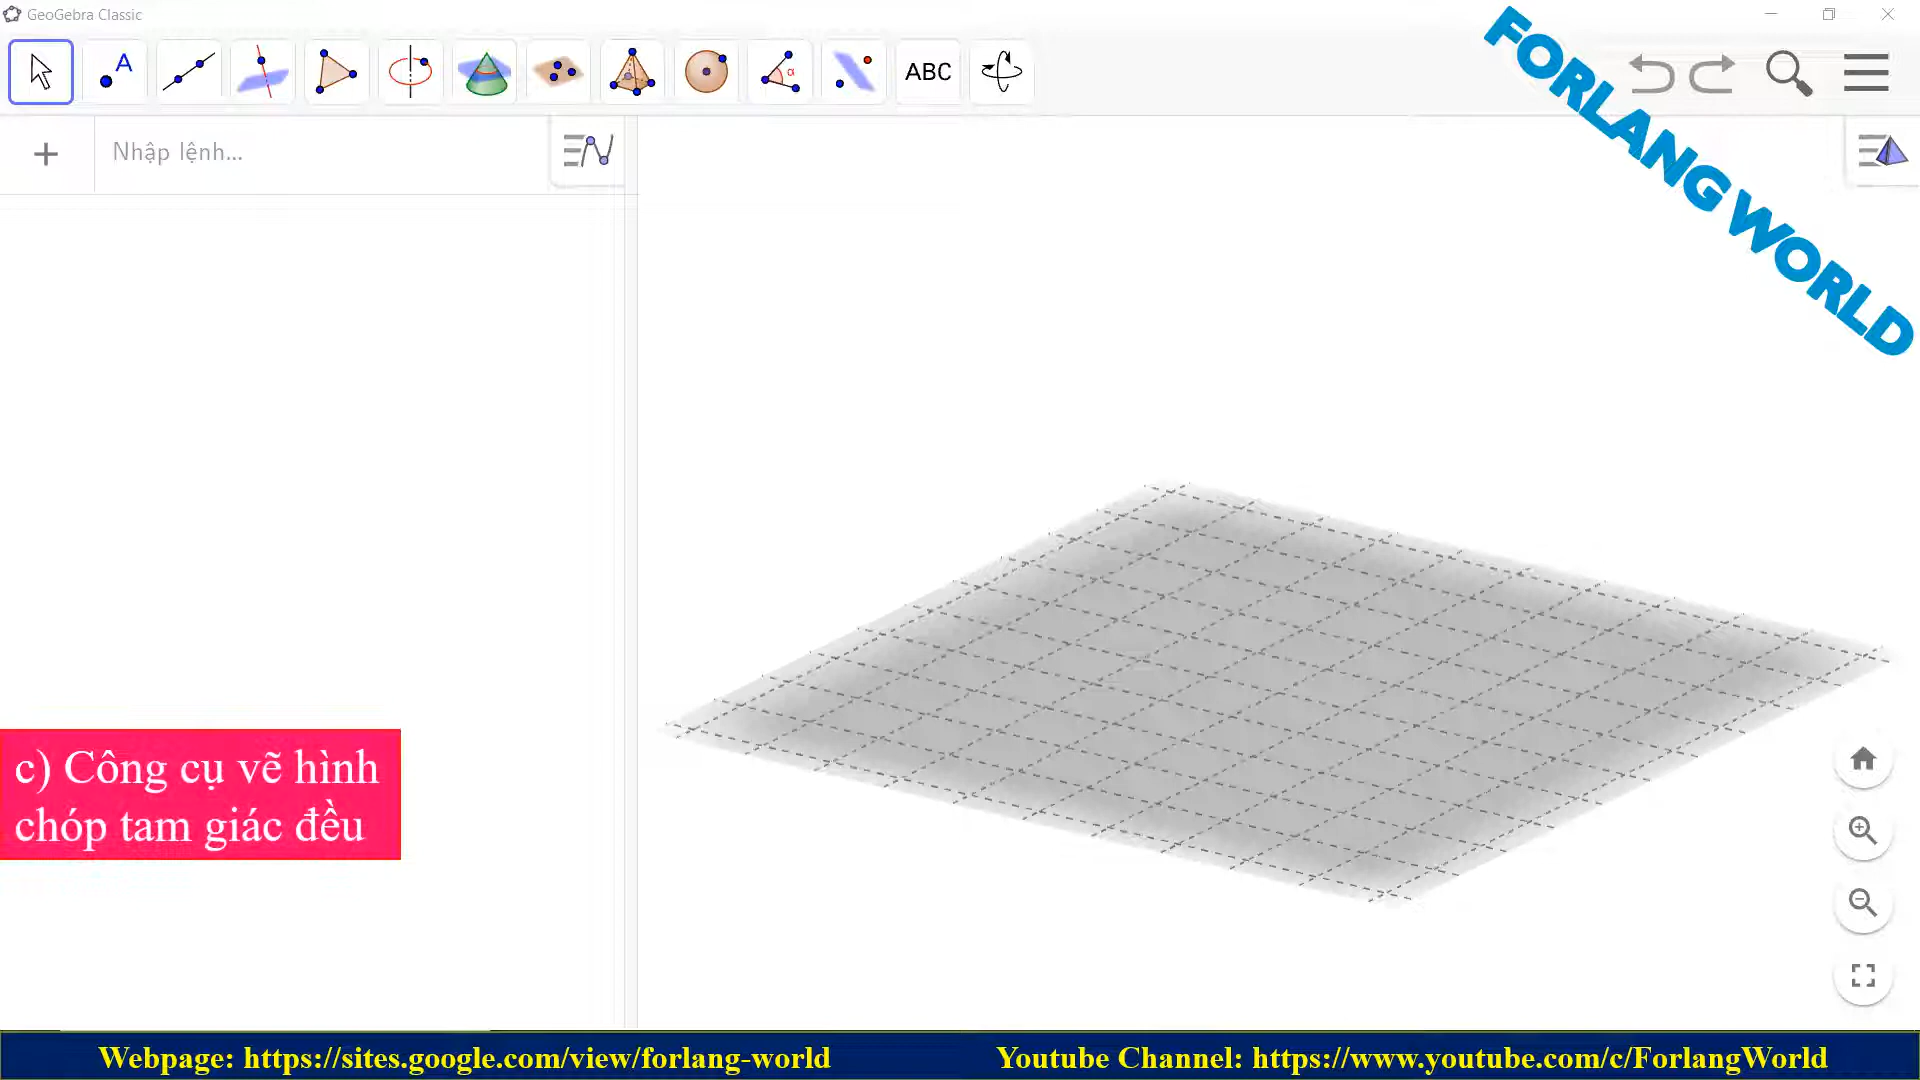 GeoGebra Classic
A
α
ABC
Nhập lệnh...
FORLANG WORLD
c) Công cụ vẽ hình
chóp tam giác đều
Webpage: https://sites.google.com/view/forlang-world
Youtube Channel: https://www.youtube.com/c/ForlangWorld